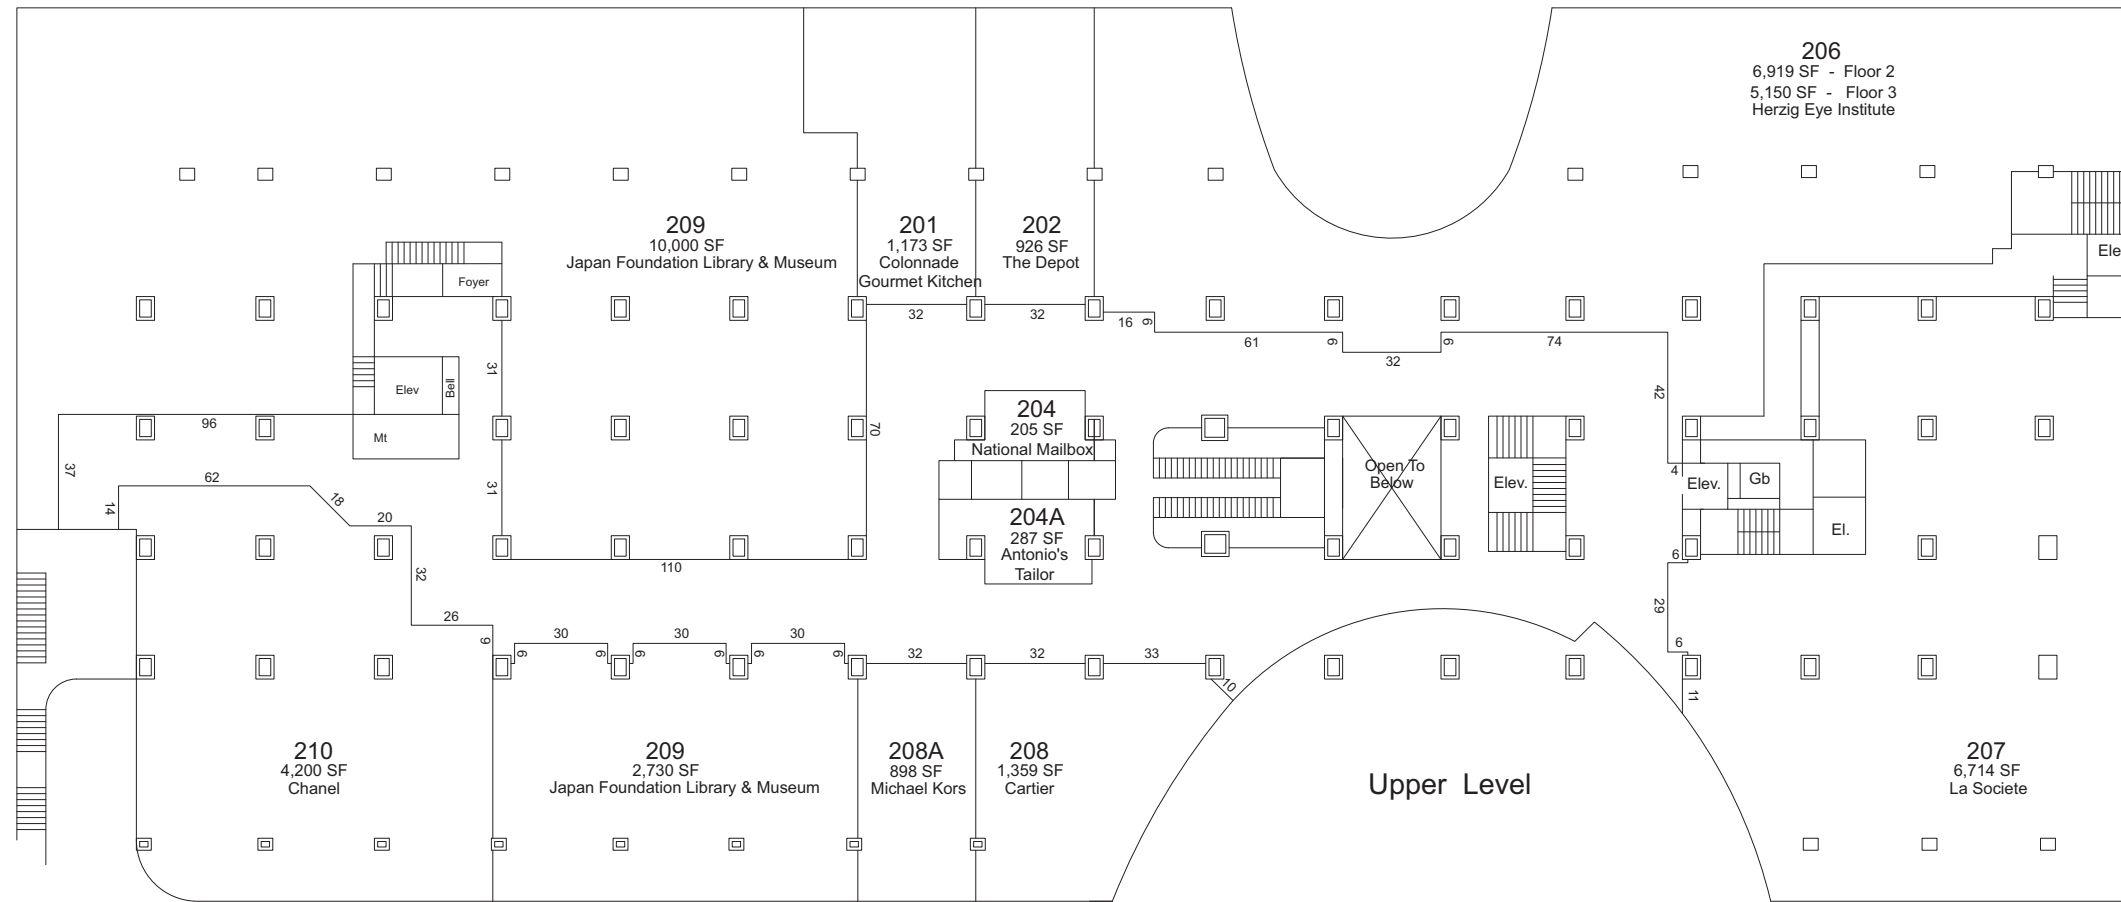 206
6,919 SF - Floor 2
5,150 SF - Floor 3
Herzig Eye Institute
209
10,000 SF
Japan Foundation Library & Museum
201
1,173 SF
Colonnade
Gourmet Kitchen
202
926 SF
The Depot
Foyer
Ele
32
32
16
6
61
6
32
6
74
31
Elev
Bell
42
96
Mt
70
204
205 SF
National Mailbox
37
62
18
14
20
31
Open To
Below
Elev.
4
Elev.
Gb
El.
204A
287 SF
Antonio's
Tailor
110
32
26
9
30
30
30
6
6
6
6
6
6
32
32
33
10
6
29
6
11
210
4,200 SF
Chanel
209
2,730 SF
Japan Foundation Library & Museum
208A
898 SF
Michael Kors
208
1,359 SF
Cartier
Upper Level
207
6,714 SF
La Societe